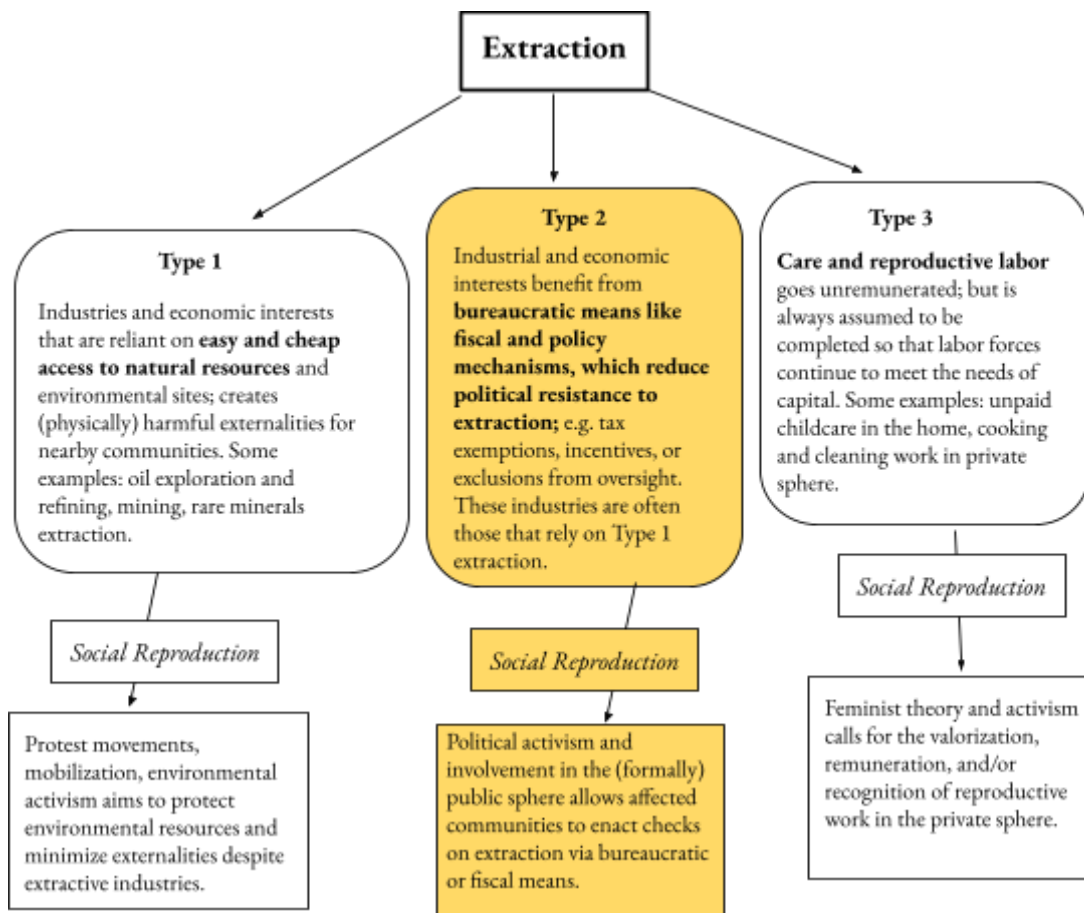 Extraction
Type 1
Industries and economic interests
that are reliant on easy and cheap
access to natural resources and
environmental sites; creates
(physically) harmful externalities for
nearby communities. Some
examples: oil exploration and
refining, mining, rare minerals
extraction.
Social Reproduction
Protest movements,
mobilization, environmental
activism aims to protect
environmental resources and
minimize externalities despite
extractive industries.
Type 2
Industrial and economic
interests benefit from
bureaucratic means like
fiscal and policy
mechanisms, which reduce
political resistance to
extraction; e.g. tax
exemptions, incentives, or
exclusions from oversight.
These industries are often
those that rely on Type 1
extraction.
Social Reproduction
Political activism and
involvement in the (formally)
public sphere allows affected
communities to enact checks
on extraction via bureaucratic
or fiscal means.
Type 3
Care and reproductive labor
goes unremunerated; but is
always assumed to be
completed so that labor forces
continue to meet the needs of
capital. Some examples: unpaid
childcare in the home, cooking
and cleaning work in private
sphere.
Social Reproduction
Feminist theory and activism
calls for the valorization,
remuneration, and/or
recognition of reproductive
work in the private sphere.